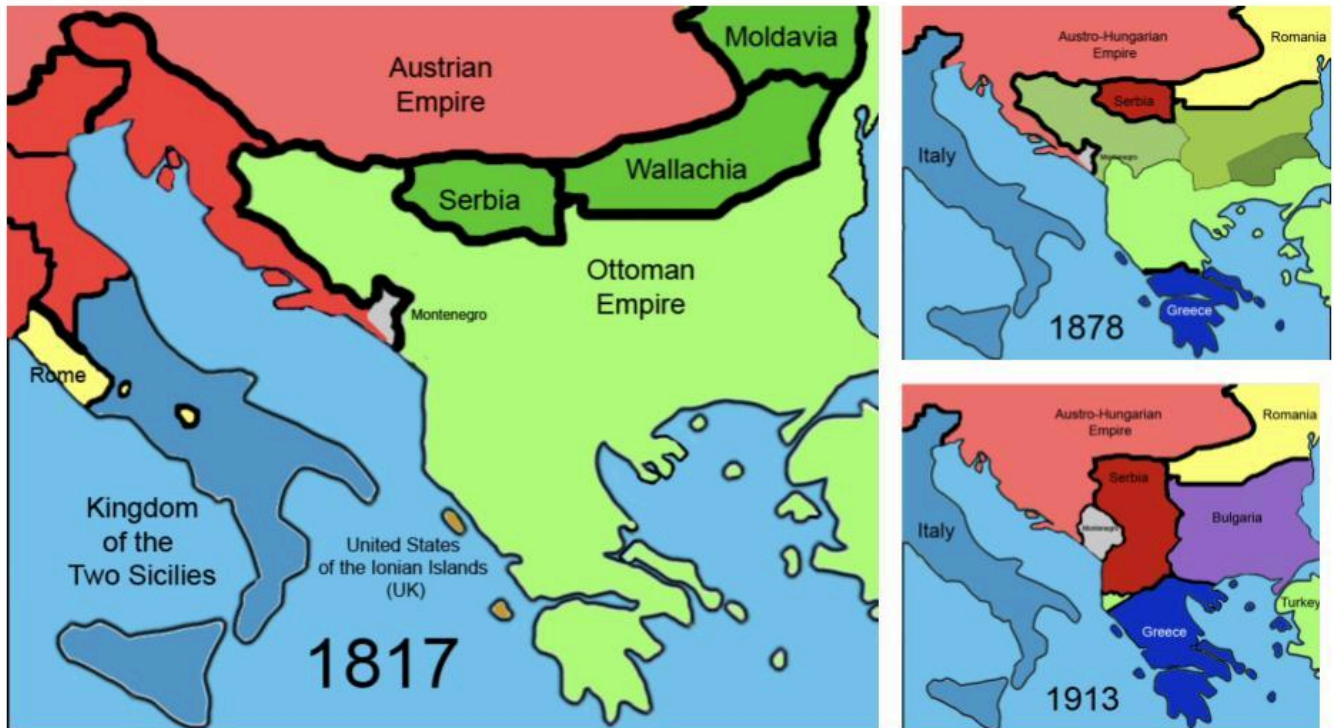 Moldavia
Austrian
Empire
Wallachia
Serbia
Ottoman
Empire
Montenegro
Rome
Kingdom
of the
Two Sicilies
United States
of the Ionian Islands
(UK)
1817
Austro-Hungarian
Empire
Romania
Serbia
Italy
Montenegro
Greece
1878
Austro-Hungarian
Empire
Romania
Serbia
Italy
Montenegro
Bulgaria
Turkey
Greece
1913